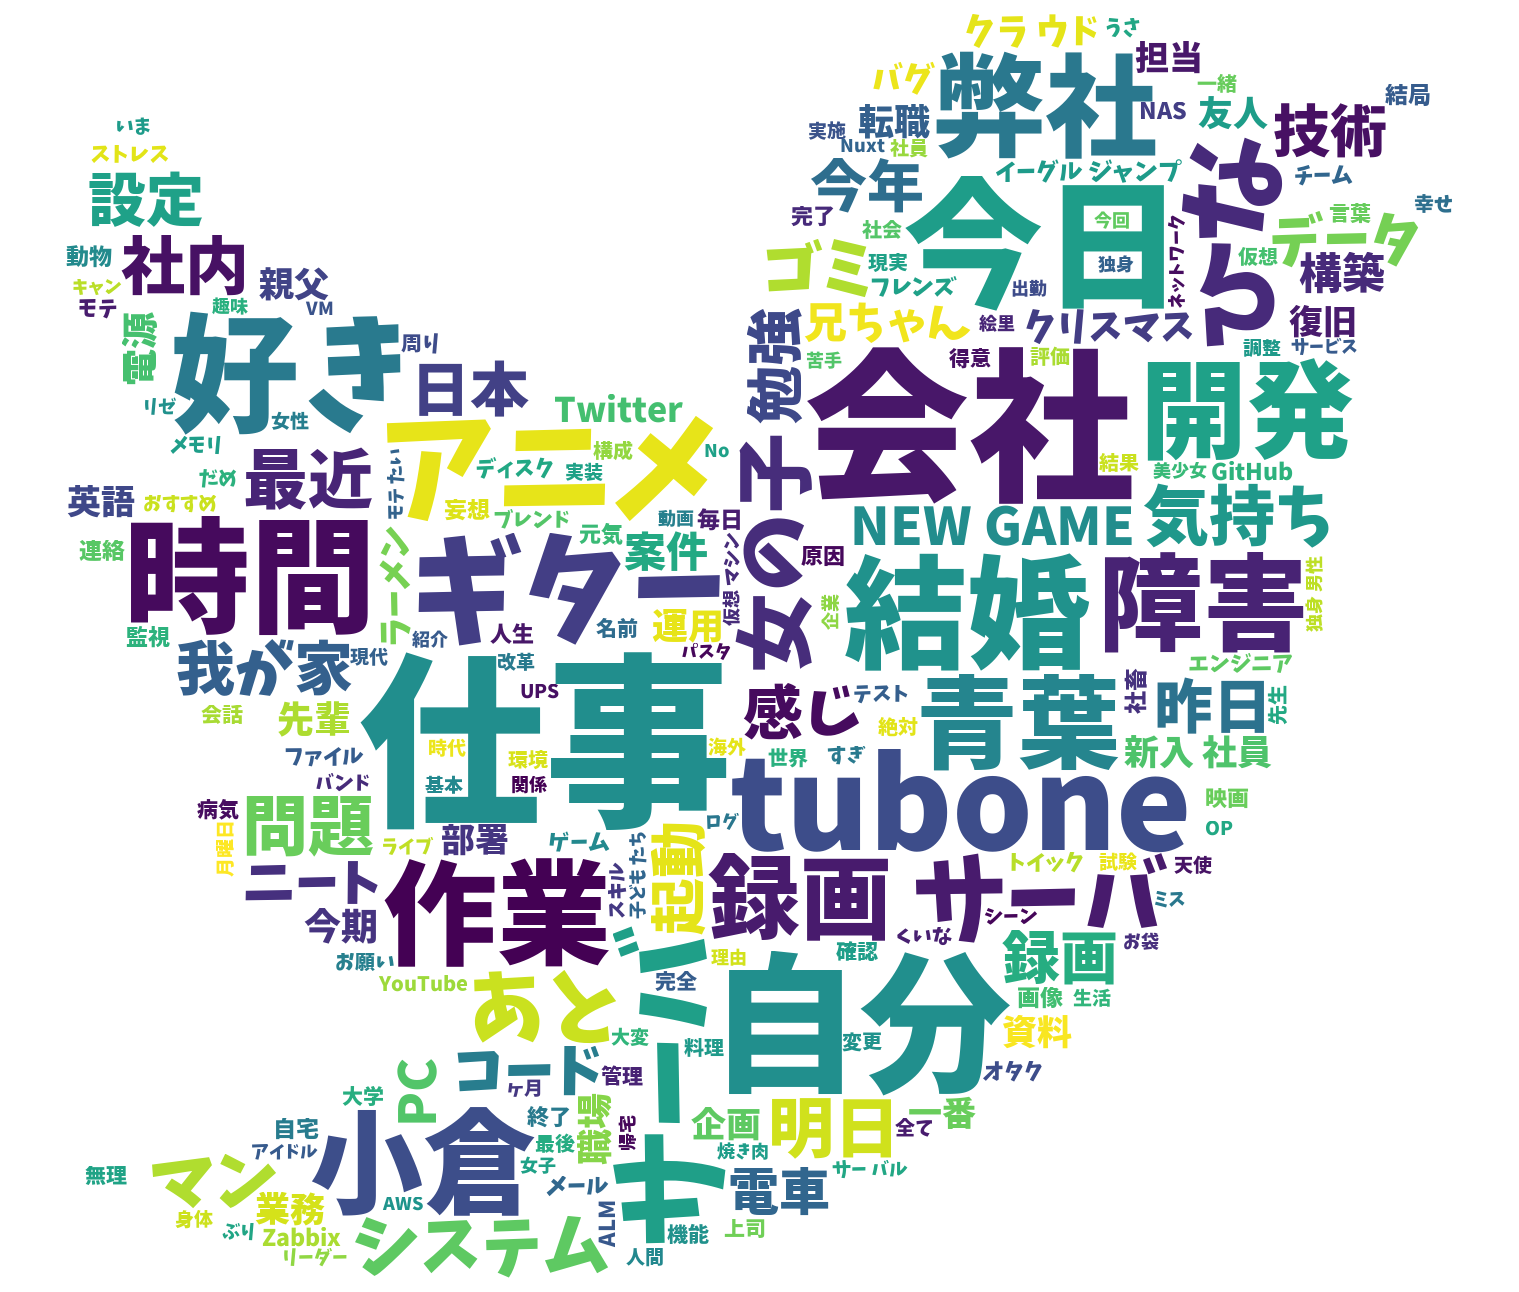 クラウド
うさ
バグ
弊社
担当
一緒
結局
いま
転職
NAS
友人
技術
実施
Nuxt
社員
ストレス
設定
今年
イーグルジャンプ
やら
チーム
幸せ
完了
社会
今日
今回
言葉
データ
動物
社内
親父
ゴミ
現実
独身
ネットワーク
仮想
構築
キャン
モテ
趣味
VM
フレンズ
出勤
電源
好き
周り
勉強
兄ちゃん
絵里
クリスマス
復旧
苦手
得意
評価
調整
サービス
日本
会社
開発
リゼ
女性
Twitter
アニメ
メモリ
構成
No
女の子
結果
美少女
GitHub
最近
モテたい
ディスク
実装
だめ
英語
おすすめ
妄想
ブレンド
動画
毎日
NEW GAME
気持ち
時間
連絡
ラーメン
ギター
元気
案件
仮想マシン
原因
結婚
障害
独身男性
企業
監視
紹介
人生
名前
運用
我が家
現代
改革
パスタ
エンジニア
会話
先輩
仕事
UPS
感じ
テスト
青葉
社畜
昨日
先生
絶対
ファイル
時代
環境
海外
世界
すぎ
新入社員
バンド
基本
関係
tubone
映画
病気
問題
月曜日
ライブ
部署
ゲーム
ログ
OP
子どもたち
起動
ニート
作業
スキル
録画
サーバ
トイック
試験
天使
ミス
今期
シーン
お願い
くいな
お袋
確認
録画
YouTube
あと
理由
完全
自分
画像
生活
大変
料理
変更
資料
コード
管理
オタク
ケ月
PC
大学
キーボード
自宅
アイドル
小倉
終了
最後
職場
帰宅
企画
明日
全て
一番
無理
マン
女子
焼き肉
サーバル
AWS
メール
電車
身体
業務
ぶり
Zabbix
リーダー
システム
ALM
機能
上司
人間